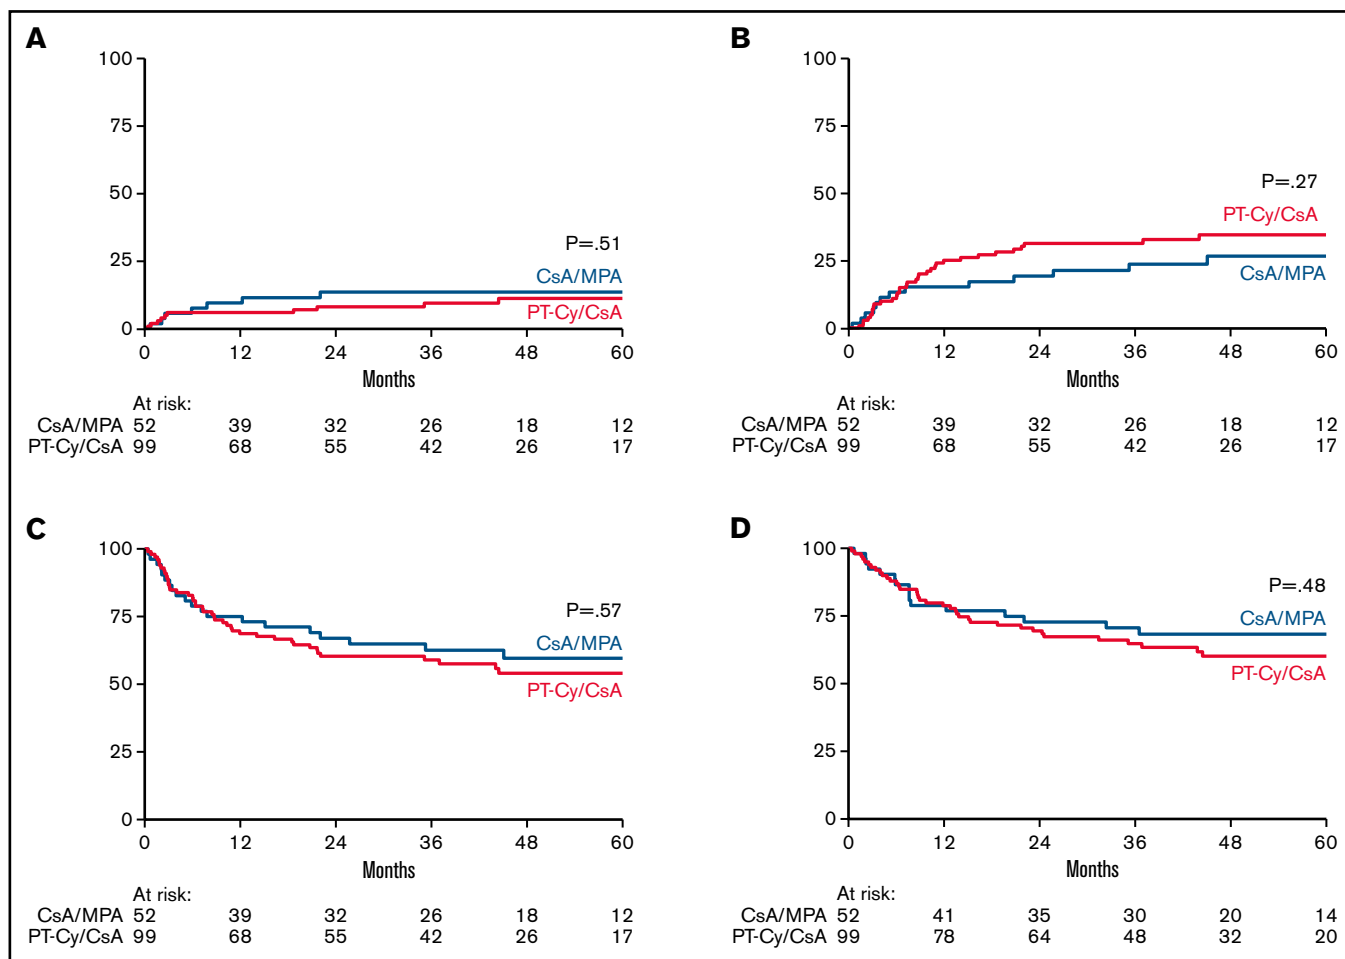 A
100
75
50
25
0
P=.51
CsA/MPA
PT-Cy/CsA
0 12 24 36 48 60
Months
At risk:
CsA/MPA 52 39 32 26 18 12
PT-Cy/CsA 99 68 55 42 26 17
B
100
75
50
25
0
P=.27
PT-Cy/CsA
CsA/MPA
0 12 24 36 48 60
Months
At risk:
CsA/MPA 52 39 32 26 18 12
PT-Cy/CsA 99 68 55 42 26 17
C
100
75
50
25
0
P=.57
CsA/MPA
PT-Cy/CsA
0 12 24 36 48 60
Months
At risk:
CsA/MPA 52 39 32 26 18 12
PT-Cy/CsA 99 68 55 42 26 17
D
100
75
50
25
0
P=.48
CsA/MPA
PT-Cy/CsA
0 12 24 36 48 60
Months
At risk:
CsA/MPA 52 41 35 30 20 14
PT-Cy/CsA 99 78 64 48 32 20